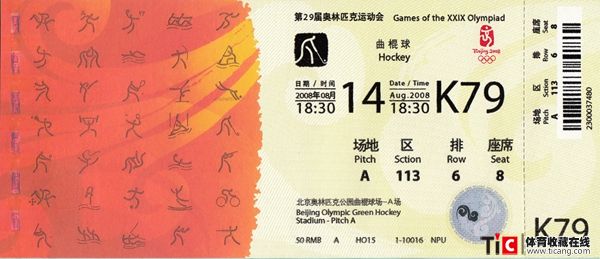 第29届奥林匹克运动会 Games of the XXIX Olympiad
曲棍球
Hockey
Beijing 2008
日期 / 时间
2008年08月
18:30
14
Date / Time
Aug.2008
18:30
K79
场地 区 排 座席
Pitch Sction Row Seat
A 113 6 8
北京奥林匹克公园曲棍球场--A场
Beijing Olympic Green Hockey
Stadium - Pitch A
50 RMB A HO15 1-10016 NPU
座席 Seat 8
排 Row 6
区 Sction 113
场地 Pitch A
2300037480
K79
TiC 体育收藏在线
www.ticang.com